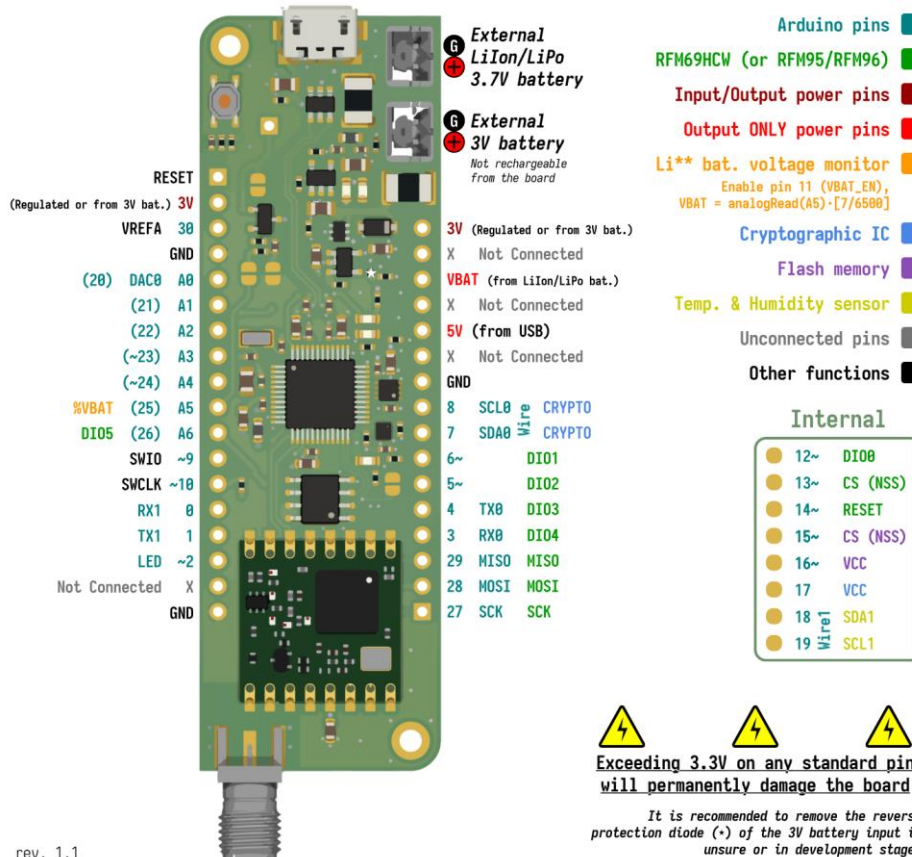 External
LiIon/LiPo
3.7V battery
G
+
External
3V battery
G
+
Not rechargeable
from the board
Arduino pins
RFM69HCW (or RFM95/RFM96)
Input/Output power pins
Output ONLY power pins
Li** bat. voltage monitor
Enable pin 11 (VBAT_EN),
VBAT = analogRead(A5)·[7/6500]
Cryptographic IC
Flash memory
Temp. & Humidity sensor
Unconnected pins
Other functions
RESET
(Regulated or from 3V bat.) 3V
VREFA 30
GND
(20) DAC0 A0
(21) A1
(22) A2
(~23) A3
(~24) A4
%VBAT (25) A5
DIO5 (26) A6
SWIO ~9
SWCLK ~10
RX1 0
TX1 1
LED ~2
Not Connected X
GND
3V (Regulated or from 3V bat.)
X Not Connected
VBAT (from LiIon/LiPo bat.)
X Not Connected
5V (from USB)
X Not Connected
GND
8 SCL0 CRYPTO
Wire
7 SDA0 CRYPTO
6~ DIO1
5~ DIO2
4 TX0 DIO3
3 RX0 DIO4
29 MISO MISO
28 MOSI MOSI
27 SCK SCK
Internal
12~ DIO0
13~ CS (NSS)
14~ RESET
15~ CS (NSS)
16~ VCC
17 VCC
18 SDA1
Wire1
19 SCL1
Exceeding 3.3V on any standard pin
will permanently damage the board
It is recommended to remove the revers
protection diode (⋆) of the 3V battery input i
unsure or in development stage
rev. 1.1